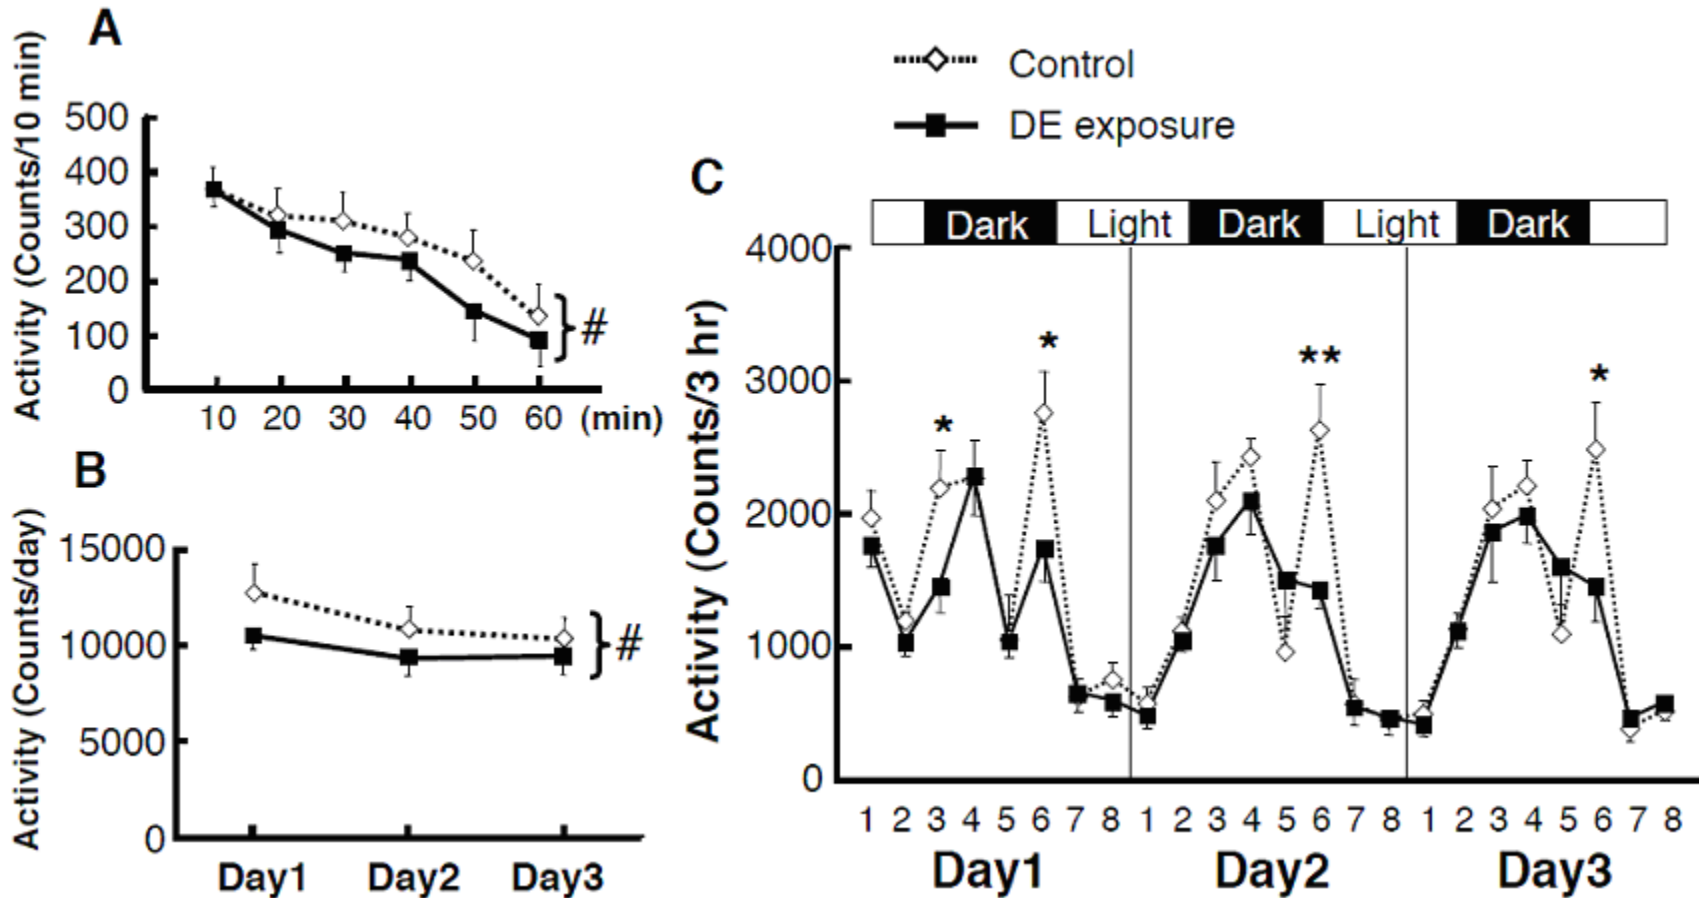 A
Activity (Counts/10 min)
500
400
300
200
100
0
10 20 30 40 50 60 (min)
#
B
Activity (Counts/day)
15000
10000
5000
0
Day1 Day2 Day3
#
Control
DE exposure
C
Dark Light Dark Light Dark
Activity (Counts/3 hr)
4000
3000
2000
1000
0
* * ** *
1 2 3 4 5 6 7 8 1 2 3 4 5 6 7 8 1 2 3 4 5 6 7 8
Day1 Day2 Day3